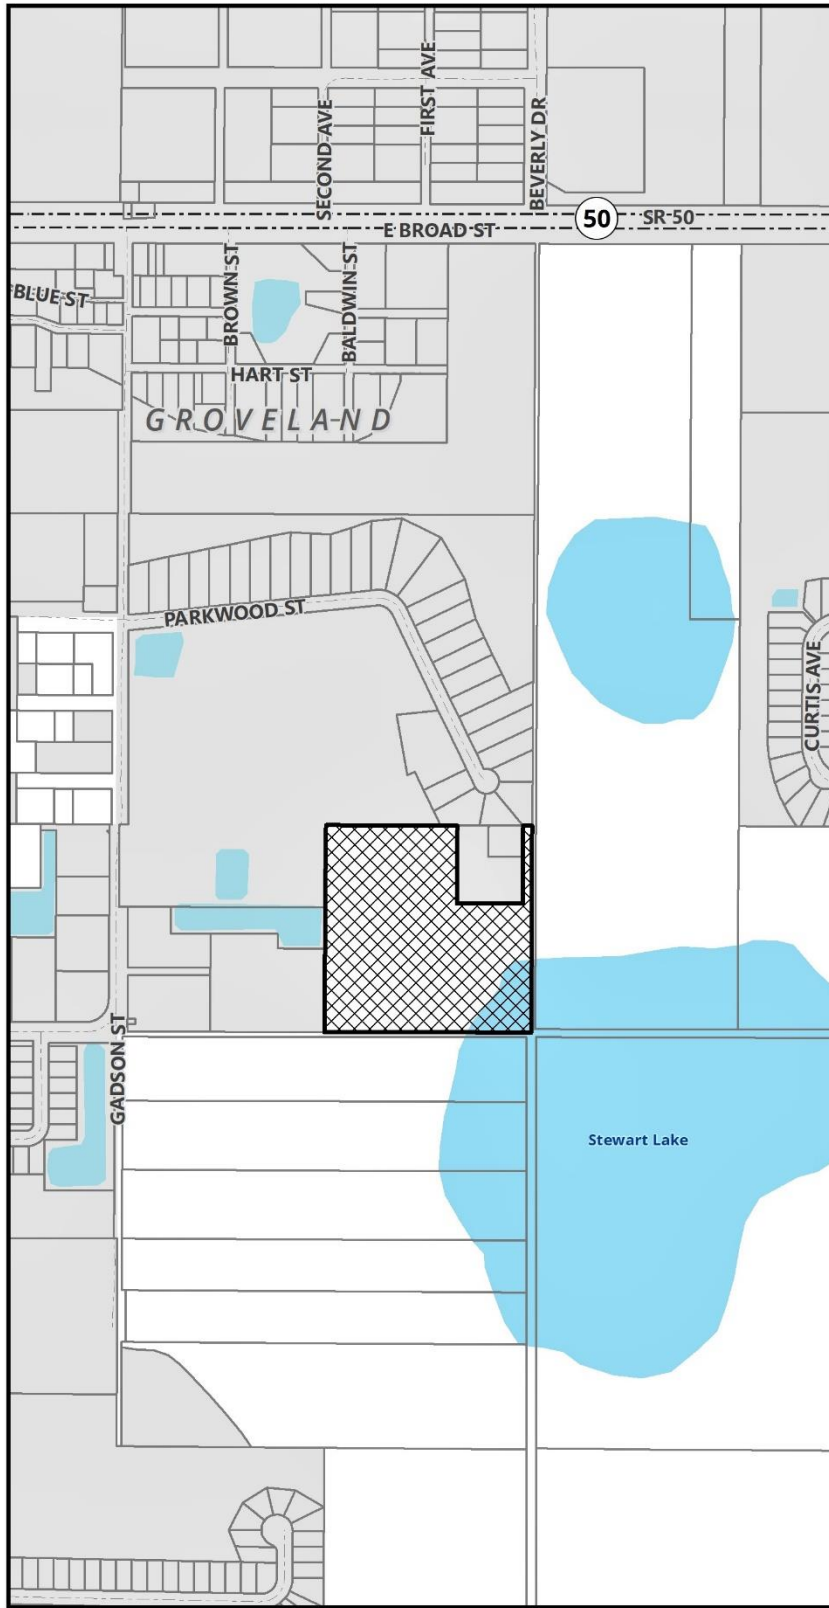 FIRST AVE
SECOND AVE
BEVERLY DR
50
SR 50
E BROAD ST
BLUE ST
BROWN ST
BALDWIN ST
HART ST
GROVELAND
PARKWOOD ST
CURTIS AVE
GADSON ST
Stewart Lake